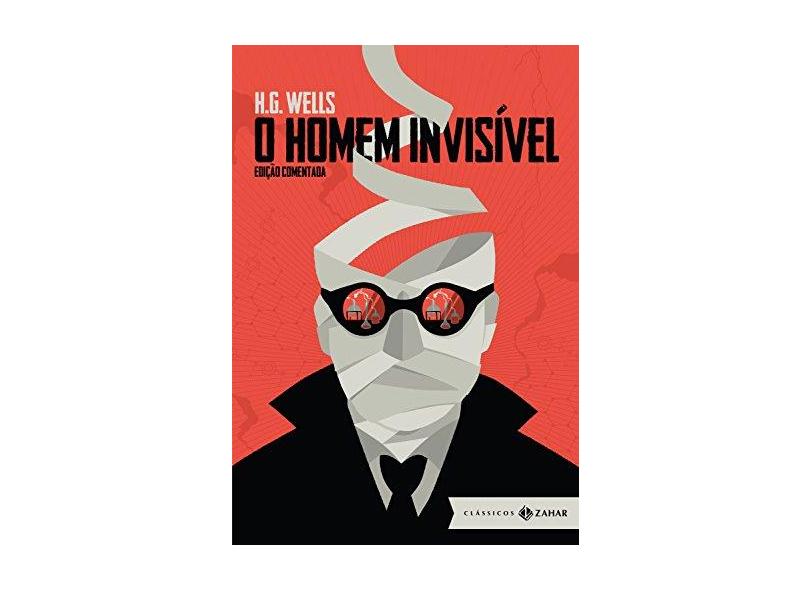 H.G. WELLS
O HOMEM INVISÍVEL
EDIÇÃO COMENTADA
CLÁSSICOS ZAHAR